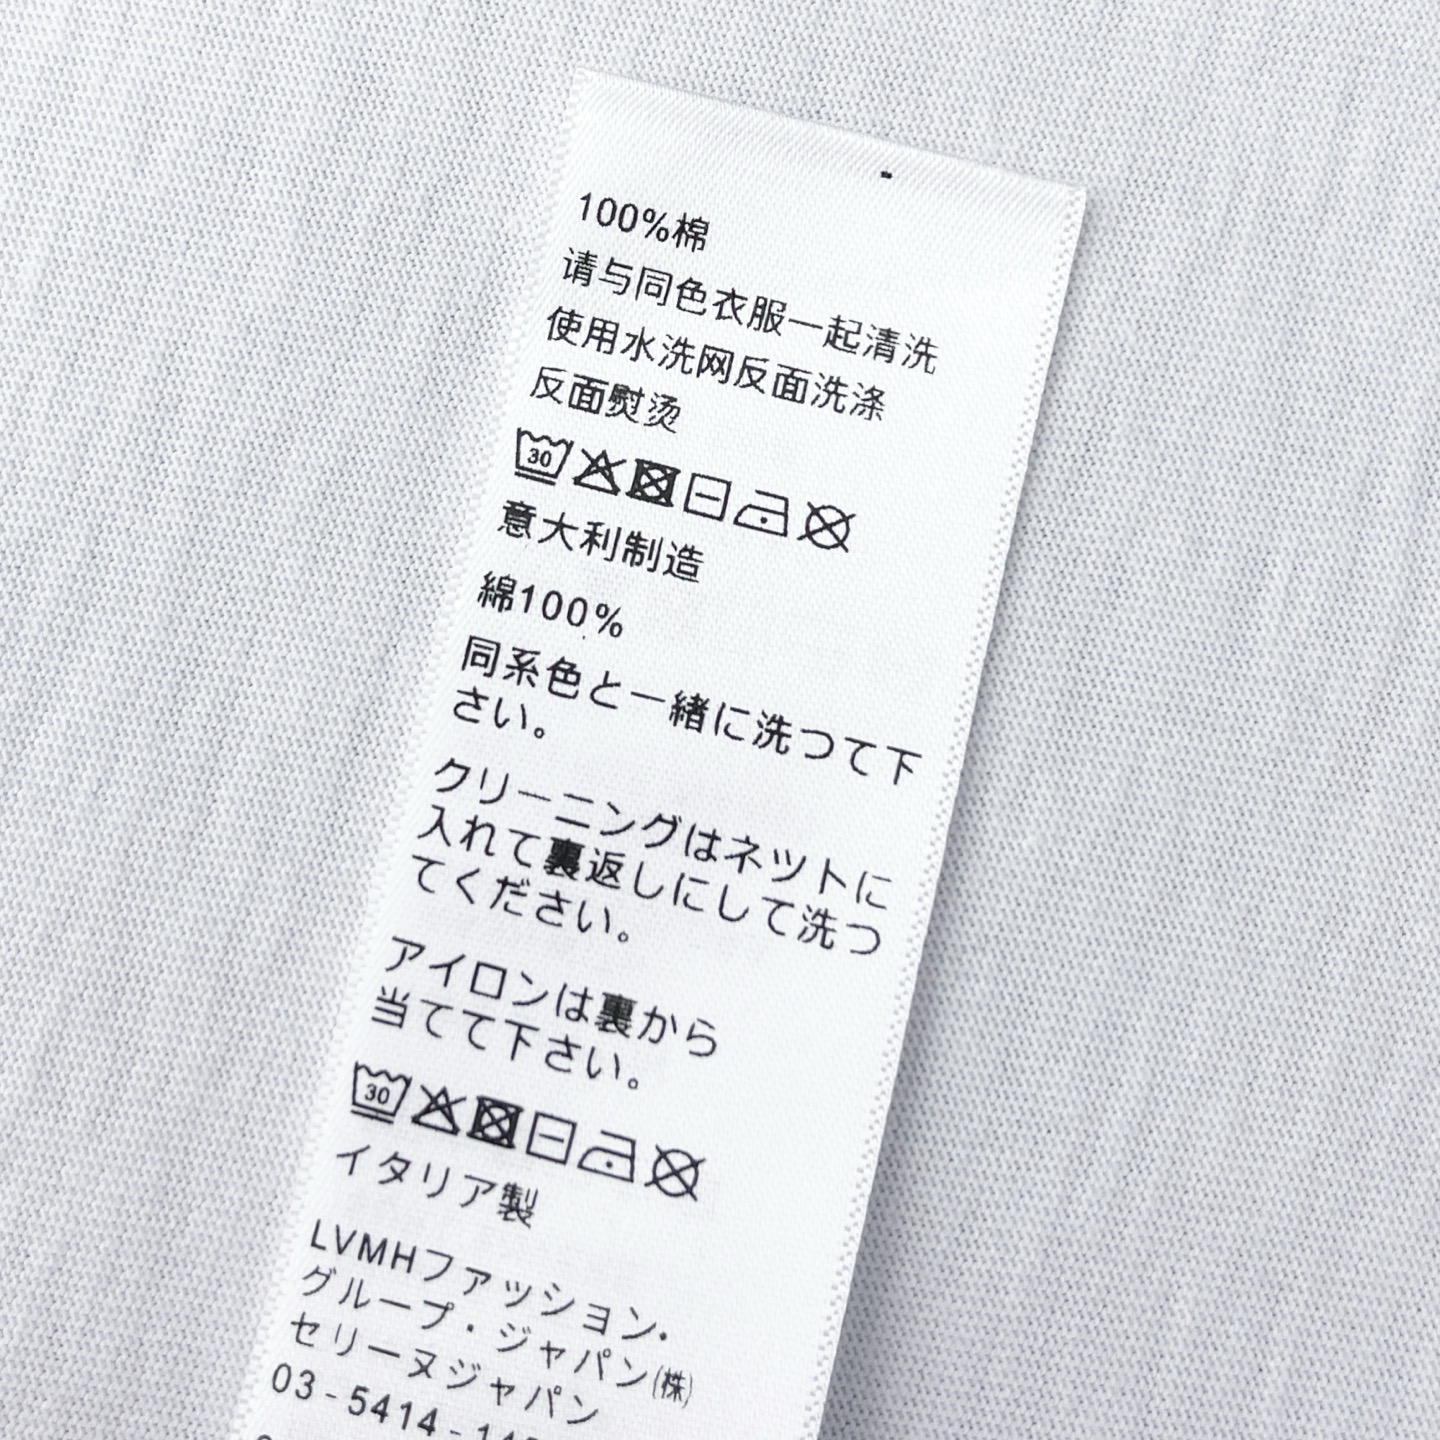 100%棉
请与同色衣服一起清洗
使用水洗网反面洗涤
反面熨烫
30
意大利制造
綿100%
同系色と一緒に洗つて下
さい。
クリーニングはネツトに
入れて裏返しにして洗つ
てください。
アイロンは裏から
当てて下さい。
30
イタリア製
LVMHファッション・
グループ・ジャパン(株)
セリーヌジャパン
03-5414-14